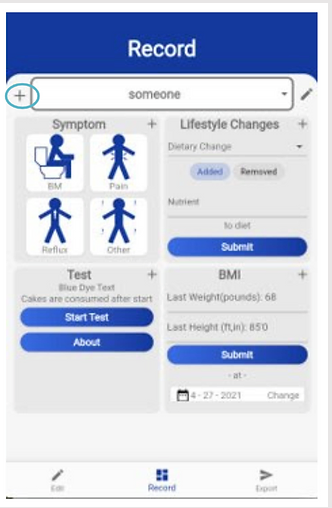 Record
someone
Symptom +
BM
Pain
Reflux
Other
Lifestyle Changes +
Dietary Change
Added Removed
Nutrient
to diet
Submit
Test +
Blue Dye Text
Cakes are consumed after start
Start Test
About
BMI +
Last Weight(pounds): 68
Last Height (ft,in): 85'0
Submit
- at -
4 - 27 - 2021 Change
Edit
Record
Export